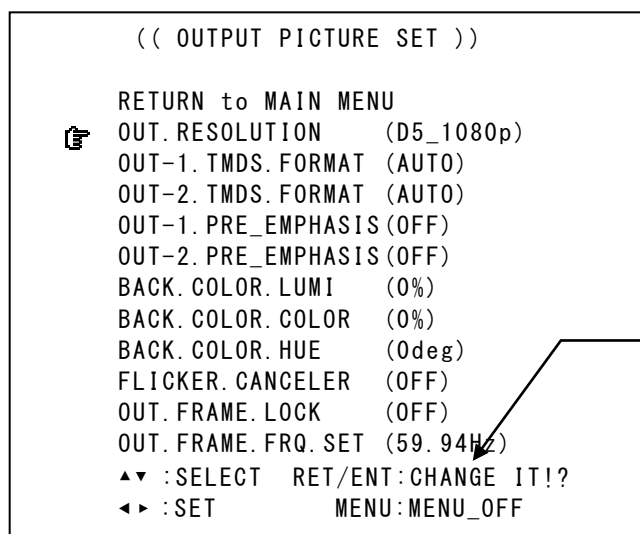 (( OUTPUT PICTURE SET ))
RETURN to MAIN MENU
☞ OUT.RESOLUTION (D5_1080p)
OUT-1.TMDS.FORMAT (AUTO)
OUT-2.TMDS.FORMAT (AUTO)
OUT-1.PRE_EMPHASIS(OFF)
OUT-2.PRE_EMPHASIS(OFF)
BACK.COLOR.LUMI (0%)
BACK.COLOR.COLOR (0%)
BACK.COLOR.HUE (0deg)
FLICKER.CANCELER (OFF)
OUT.FRAME.LOCK (OFF)
OUT.FRAME.FRQ.SET (59.94Hz)
▲▼ :SELECT RET/ENT:CHANGE IT!?
◄► :SET MENU:MENU_OFF